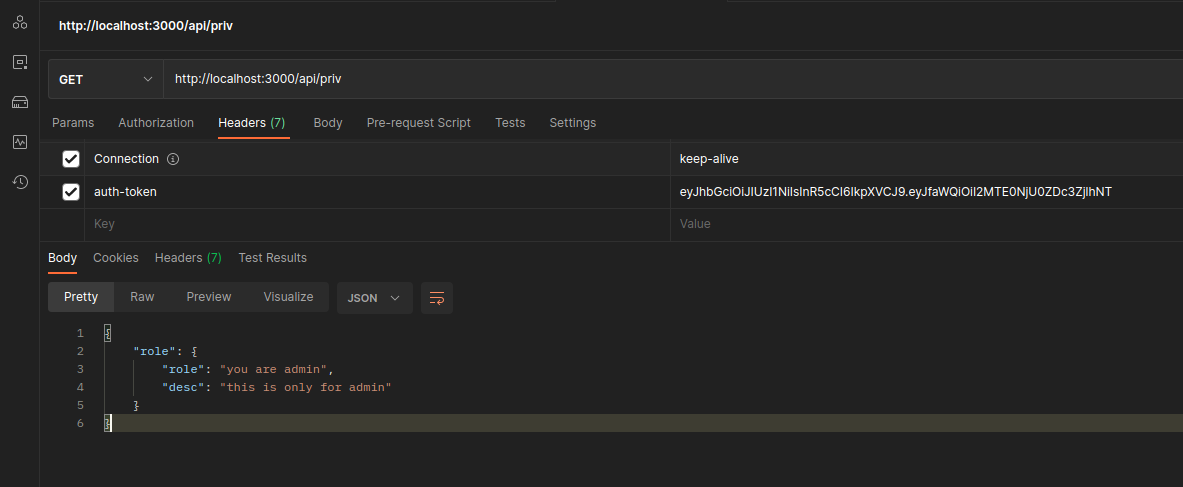 http://localhost:3000/api/priv
GET http://localhost:3000/api/priv
Params Authorization Headers (7) Body Pre-request Script Tests Settings
Connection keep-alive
auth-token eyJhbGciOiJIUzI1NiIsInR5cCI6IkpXVCJ9.eyJfaWQiOiI2MTE0NjU0ZDc3ZjlhNT
Key Value
Body Cookies Headers (7) Test Results
Pretty Raw Preview Visualize JSON
1 {
2 "role": {
3 "role": "you are admin",
4 "desc": "this is only for admin"
5 }
6 }